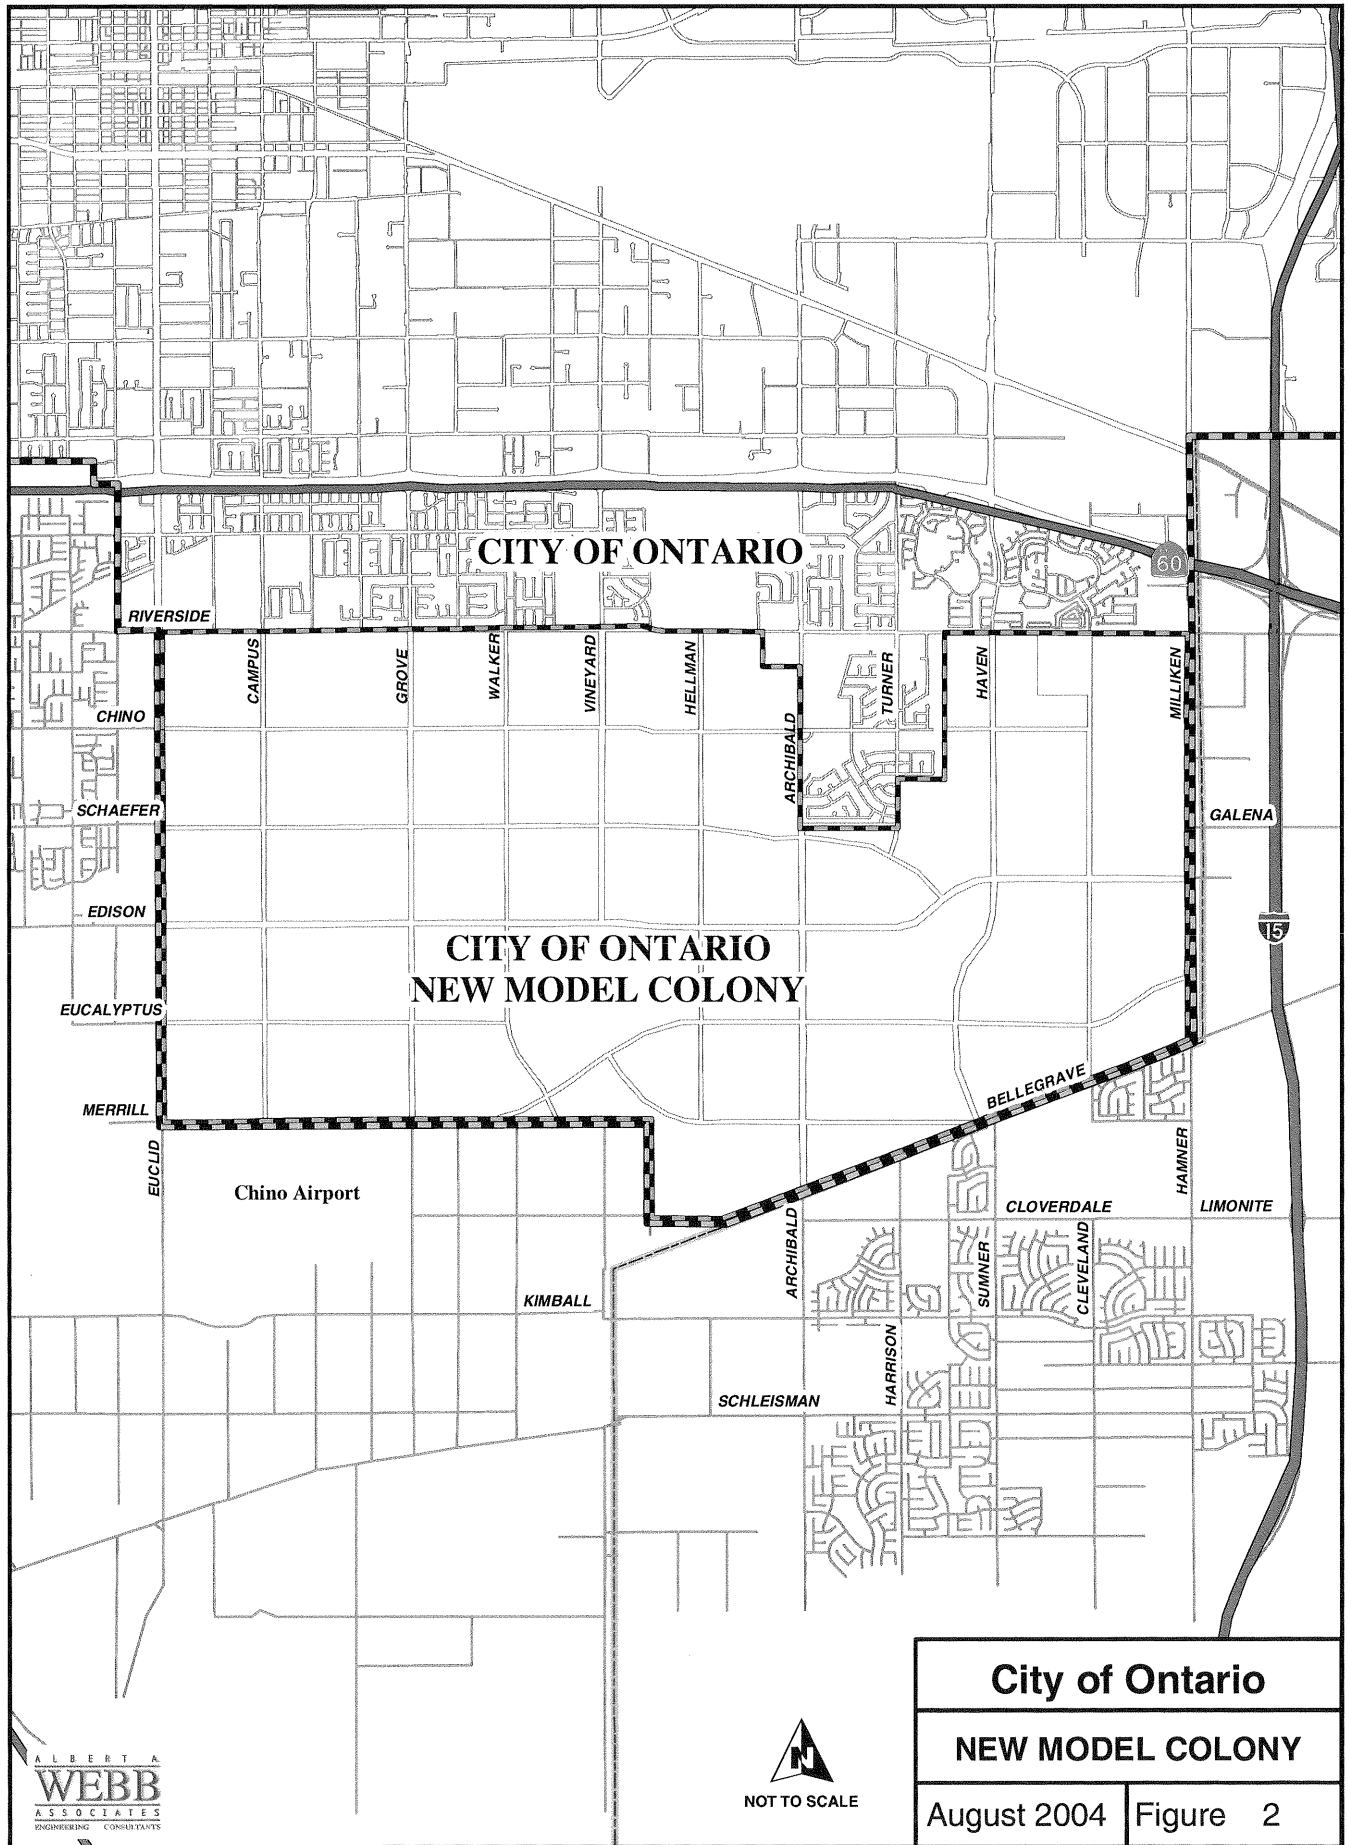 CITY OF ONTARIO
60
RIVERSIDE
CAMPUS
GROVE
WALKER
VINEYARD
HELLMAN
ARCHIBALD
TURNER
HAVEN
MILLIKEN
CHINO
SCHAEFER
GALENA
EDISON
15
CITY OF ONTARIO
NEW MODEL COLONY
EUCALYPTUS
BELLEGRAVE
MERRILL
EUCLID
HAMNER
Chino Airport
CLOVERDALE
LIMONITE
ARCHIBALD
SUMNER
CLEVELAND
KIMBALL
HARRISON
SCHLEISMAN
City of Ontario
NEW MODEL COLONY
August 2004
Figure 2
N
NOT TO SCALE
ALBERT A.
WEBB
ASSOCIATES
ENGINEERING CONSULTANTS